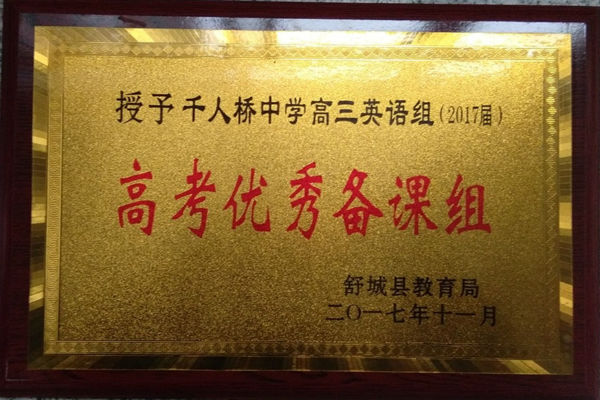 授予 千人桥中学高三英语组（2017届）
高考优秀备课组
舒城县教育局
二〇一七年十一月